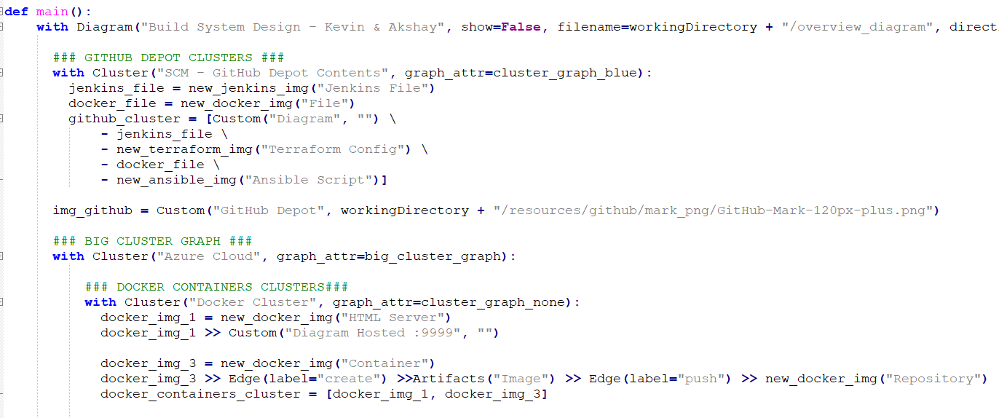 def main():
    with Diagram("Build System Design - Kevin & Akshay", show=False, filename=workingDirectory + "/overview_diagram", direct
      ### GITHUB DEPOT CLUSTERS ###
      with Cluster("SCM - GitHub Depot Contents", graph_attr=cluster_graph_blue):
        jenkins_file = new_jenkins_img("Jenkins File")
        docker_file = new_docker_img("File")
        github_cluster = [Custom("Diagram", "") \
            - jenkins_file \
            - new_terraform_img("Terraform Config") \
            - docker_file \
            - new_ansible_img("Ansible Script")]
      img_github = Custom("GitHub Depot", workingDirectory + "/resources/github/mark_png/GitHub-Mark-120px-plus.png")
      ### BIG CLUSTER GRAPH ###
      with Cluster("Azure Cloud", graph_attr=big_cluster_graph):
          ### DOCKER CONTAINERS CLUSTERS###
          with Cluster("Docker Cluster", graph_attr=cluster_graph_none):
            docker_img_1 = new_docker_img("HTML Server")
            docker_img_1 >> Custom("Diagram Hosted :9999", "")
            docker_img_3 = new_docker_img("Container")
            docker_img_3 >> Edge(label="create") >>Artifacts("Image") >> Edge(label="push") >> new_docker_img("Repository")
            docker_containers_cluster = [docker_img_1, docker_img_3]